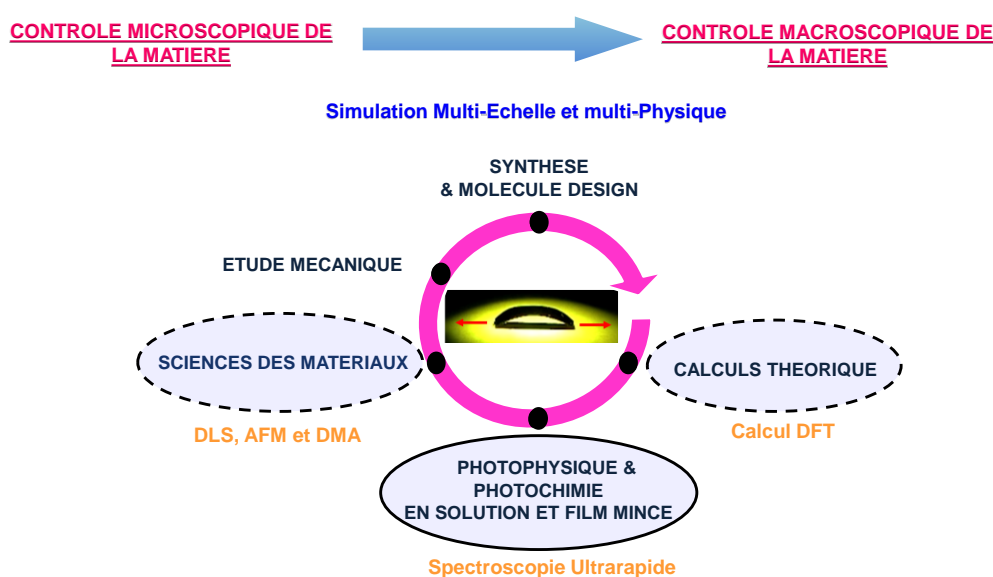 CONTROLE MICROSCOPIQUE DE
LA MATIERE
CONTROLE MACROSCOPIQUE DE
LA MATIERE
Simulation Multi-Echelle et multi-Physique
SYNTHESE
& MOLECULE DESIGN
ETUDE MECANIQUE
SCIENCES DES MATERIAUX
CALCULS THEORIQUE
DLS, AFM et DMA
Calcul DFT
PHOTOPHYSIQUE &
PHOTOCHIMIE
EN SOLUTION ET FILM MINCE
Spectroscopie Ultrarapide